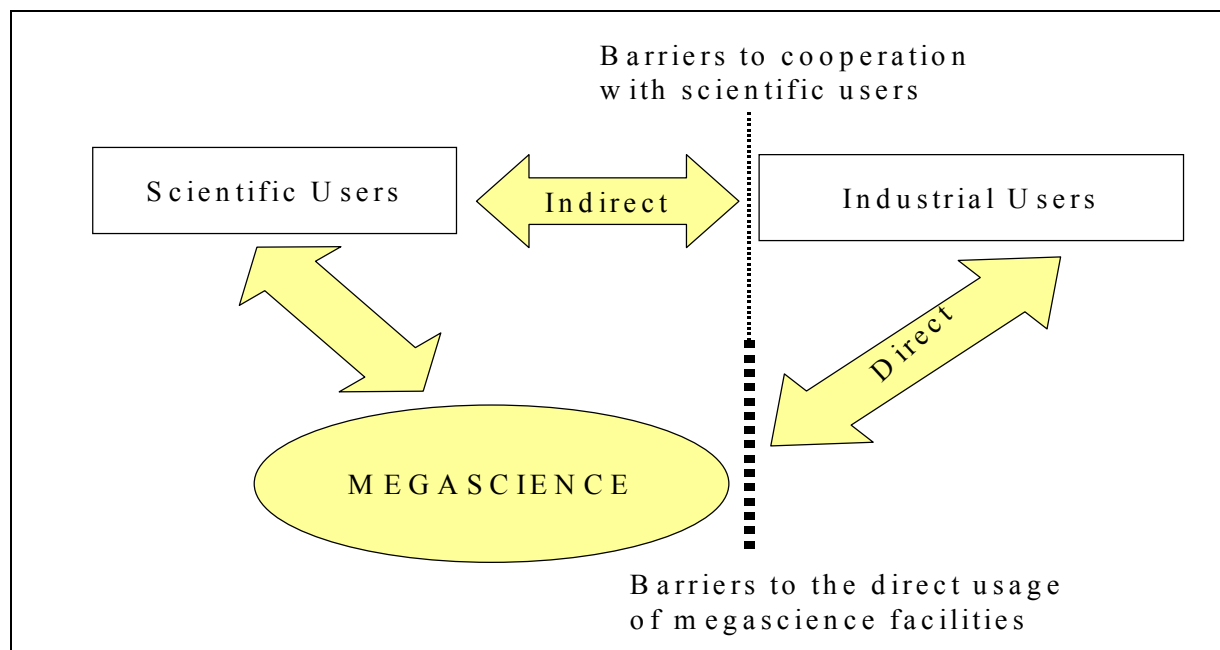 Barriers to cooperation
with scientific users
Scientific Users
Indirect
Industrial Users
Direct
MEGASCIENCE
Barriers to the direct usage
of megascience facilities